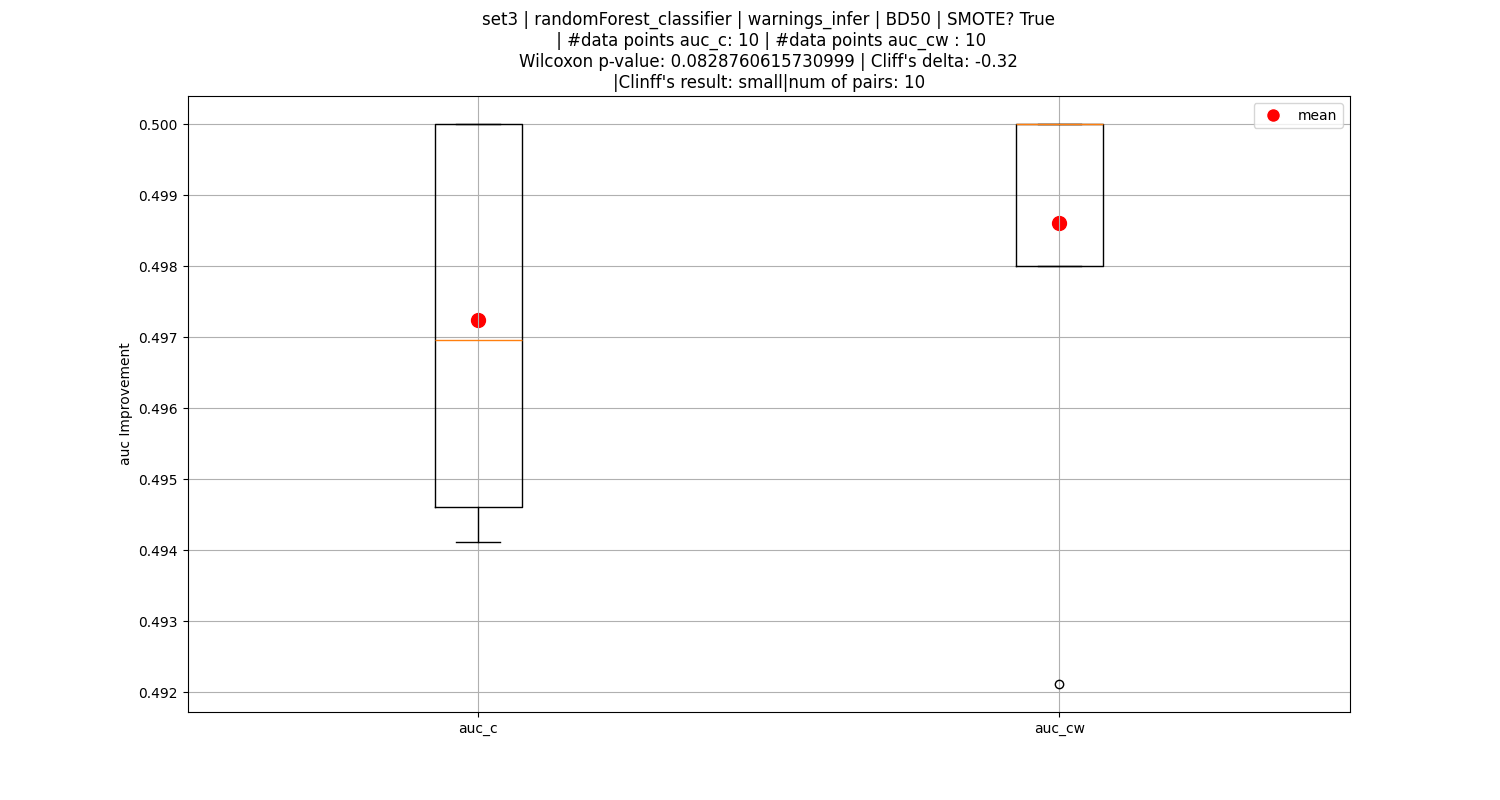 set3 | randomForest_classifier | warnings_infer | BD50 | SMOTE? True
| #data points auc_c: 10 | #data points auc_cw : 10
Wilcoxon p-value: 0.0828760615730999 | Cliff's delta: -0.32
|Clinff's result: small|num of pairs: 10
mean
0.500
0.499
0.498
0.497
0.496
0.495
0.494
0.493
0.492
auc Improvement
auc_c
auc_cw